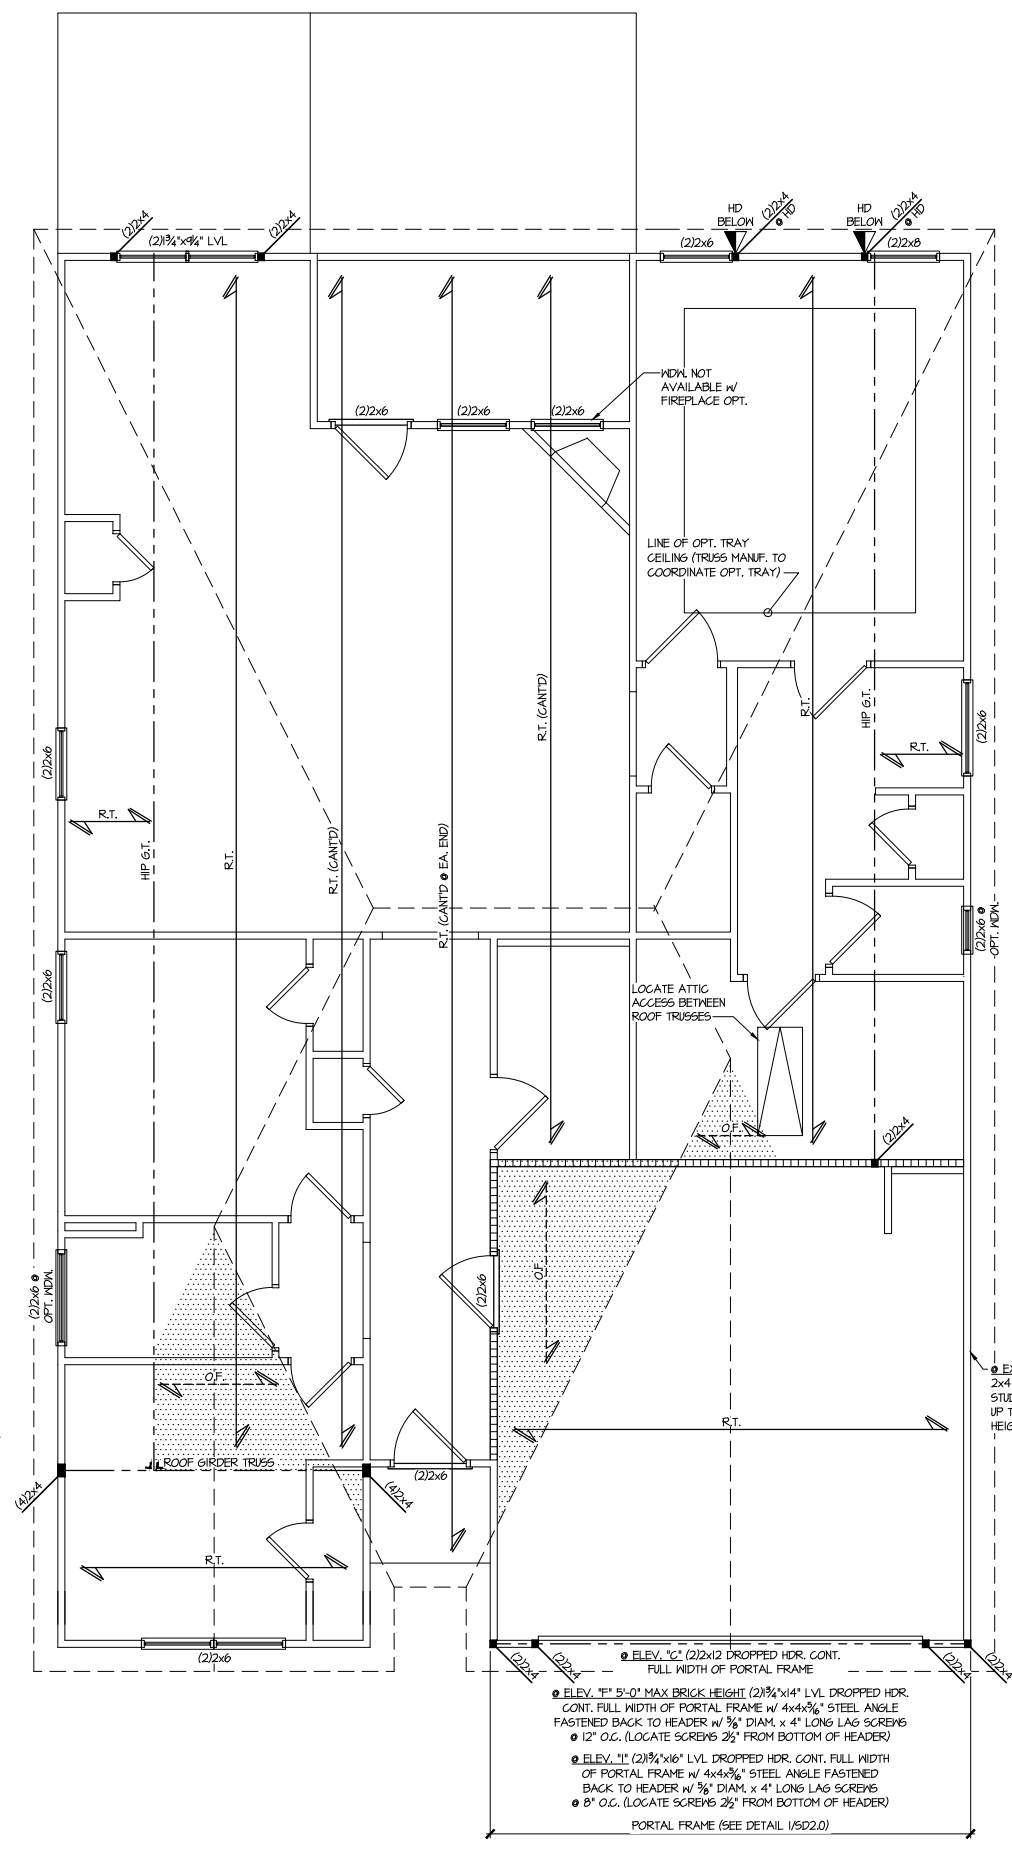 (2)2x4
(2)2x4
(2)1¾"x9¼" LVL
HD
BELOW
(2)2x4
@ HD
HD
BELOW
(2)2x4
@ HD
(2)2x6
(2)2x8
WDW. NOT
AVAILABLE w/
FIREPLACE OPT.
(2)2x6
(2)2x6
(2)2x6
LINE OF OPT. TRAY
CEILING (TRUSS MANUF. TO
COORDINATE OPT. TRAY)
R.T. (CANT'D)
R.T.
HIP G.T.
(2)2x6
R.T.
(2)2x6
R.T.
HIP G.T.
R.T.
R.T. (CANT'D)
R.T. (CANT'D @ EA. END)
(2)2x6 @
OPT. WDW.
(2)2x6
LOCATE ATTIC
ACCESS BETWEEN
ROOF TRUSSES
O.F.
(2)2x4
(2)2x6 @
OPT. WDW.
O.F.
(2)2x6
O.F.
@ EX
2x4
STU
UP T
HEIG
R.T.
ROOF GIRDER TRUSS
(2)2x6
(4)2x4
(4)2x4
R.T.
(2)2x6
(2)2x4
(2)2x4
(2)2x4
(2)2x4
@ ELEV. "C" (2)2x12 DROPPED HDR. CONT.
FULL WIDTH OF PORTAL FRAME
@ ELEV. "F" 5'-0" MAX BRICK HEIGHT (2)1¾"x14" LVL DROPPED HDR.
CONT. FULL WIDTH OF PORTAL FRAME w/ 4x4x5/16" STEEL ANGLE
FASTENED BACK TO HEADER w/ 5/8" DIAM. x 4" LONG LAG SCREWS
@ 12" O.C. (LOCATE SCREWS 2½" FROM BOTTOM OF HEADER)
@ ELEV. "I" (2)1¾"x16" LVL DROPPED HDR. CONT. FULL WIDTH
OF PORTAL FRAME w/ 4x4x5/16" STEEL ANGLE FASTENED
BACK TO HEADER w/ 5/8" DIAM. x 4" LONG LAG SCREWS
@ 8" O.C. (LOCATE SCREWS 2½" FROM BOTTOM OF HEADER)
PORTAL FRAME (SEE DETAIL 1/SD2.0)